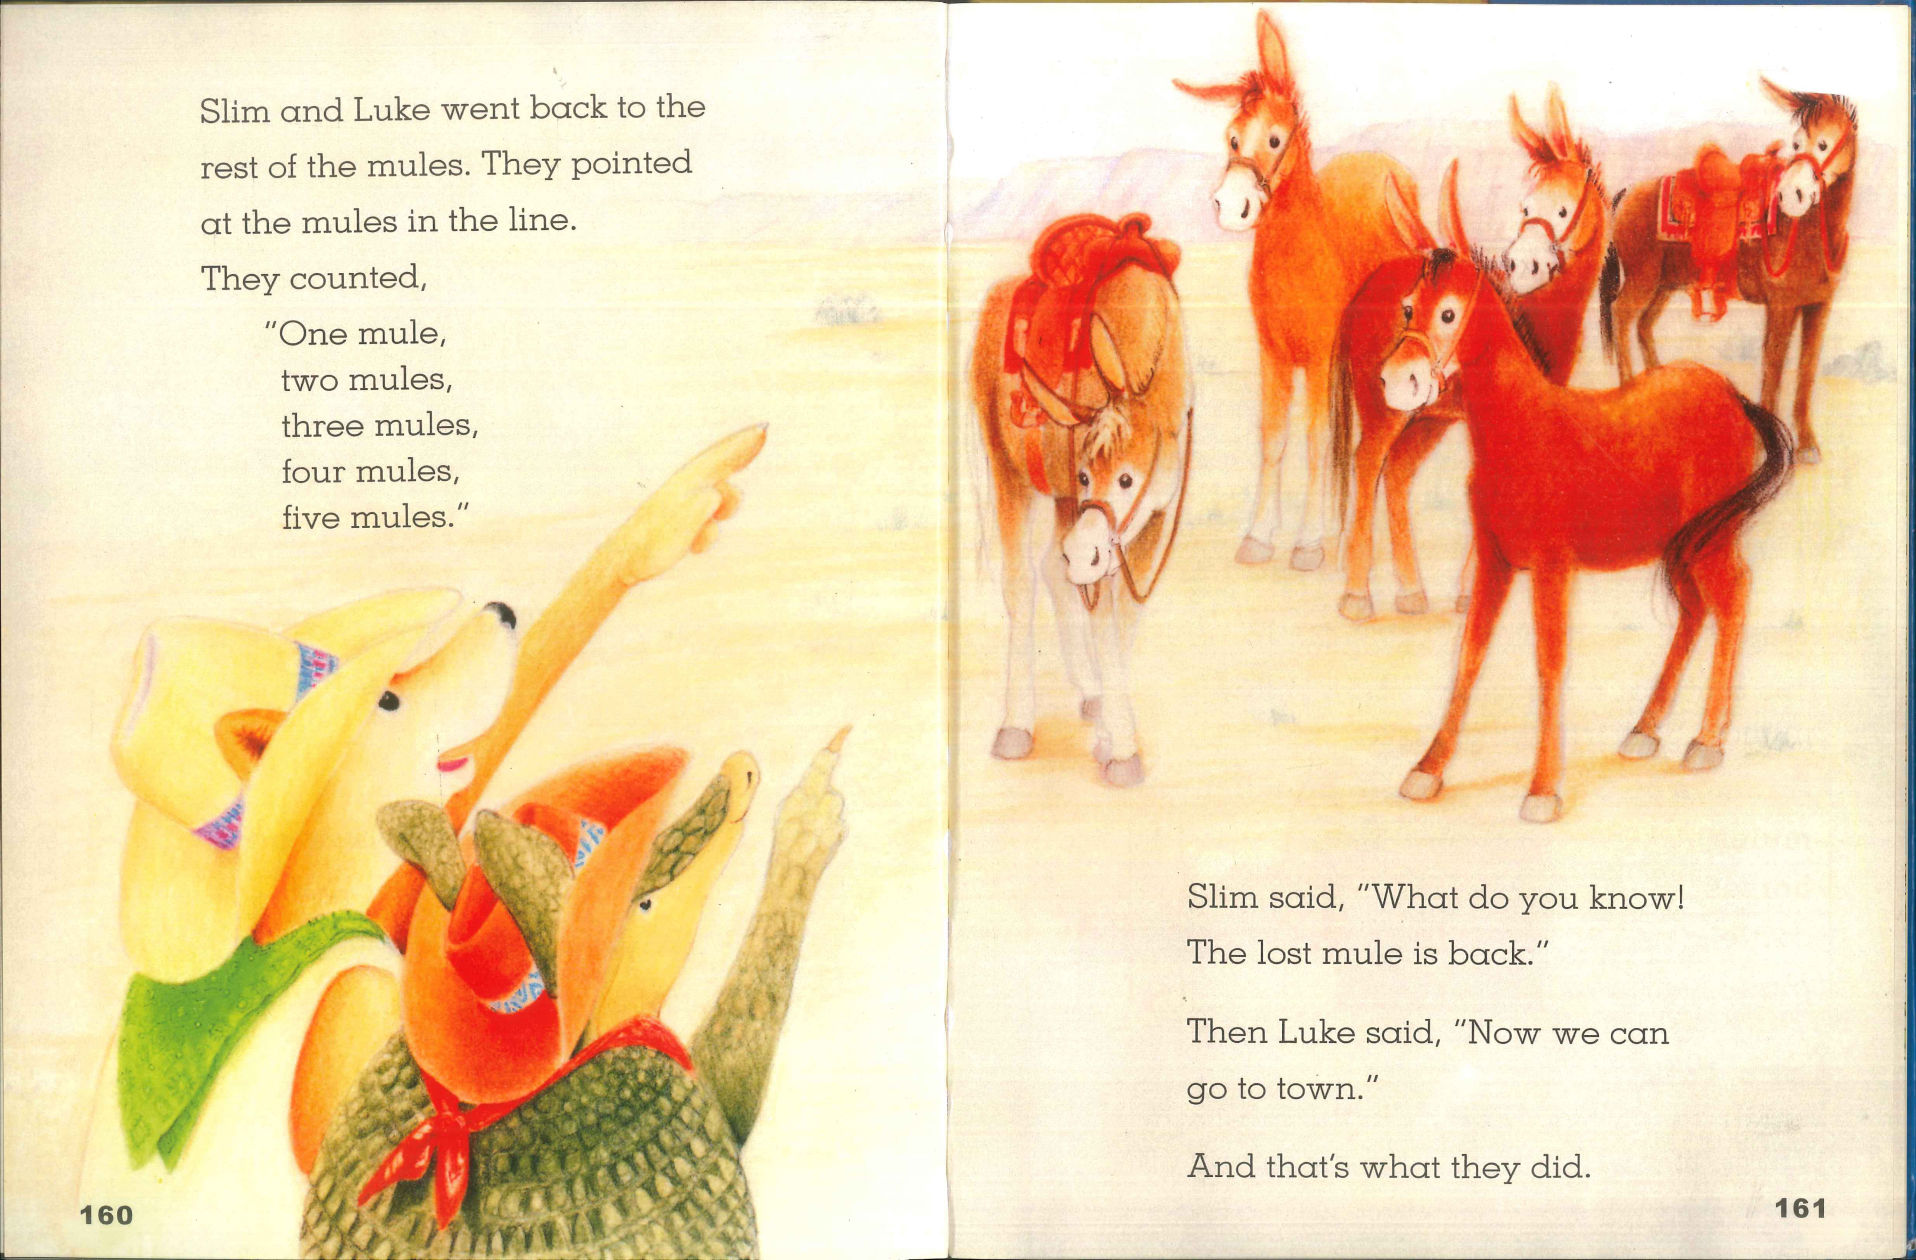 Slim and Luke went back to the
rest of the mules. They pointed
at the mules in the line.
They counted,
"One mule,
two mules,
three mules,
four mules,
five mules."
160
Slim said, "What do you know!
The lost mule is back."
Then Luke said, "Now we can
go to town."
And that's what they did.
161